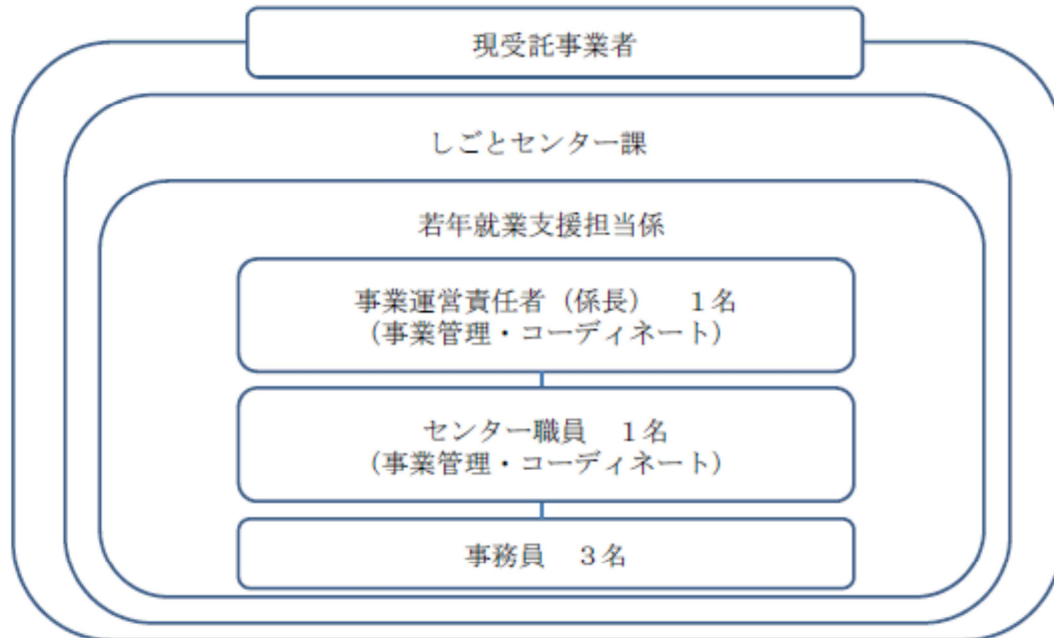 現受託事業者
しごとセンター課
若年就業支援担当係
事業運営責任者(係長) 1名
(事業管理・コーディネート)
センター職員 1名
(事業管理・コーディネート)
事務員 3名